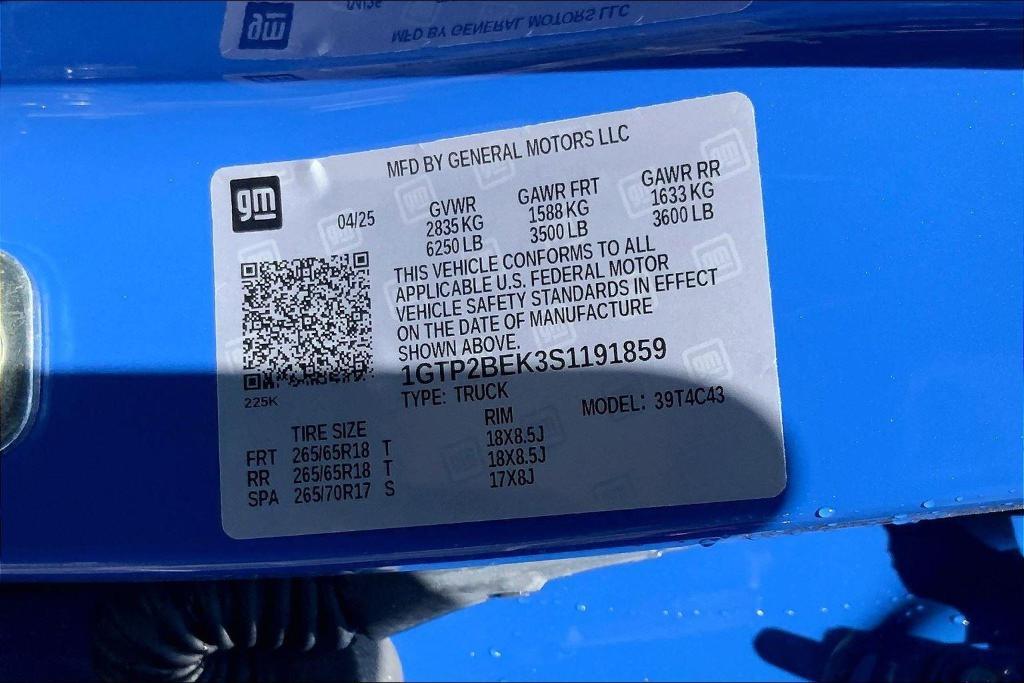 MFD BY GENERAL MOTORS LLC
04/25
MFD BY GENERAL MOTORS LLC
gm
04/25
GVWR
2835 KG
6250 LB
GAWR FRT
1588 KG
3500 LB
GAWR RR
1633 KG
3600 LB
THIS VEHICLE CONFORMS TO ALL
APPLICABLE U.S. FEDERAL MOTOR
VEHICLE SAFETY STANDARDS IN EFFECT
ON THE DATE OF MANUFACTURE
SHOWN ABOVE.
1GTP2BEK3S1191859
225K
TYPE: TRUCK
MODEL: 39T4C43
TIRE SIZE RIM
FRT 265/65R18 T 18X8.5J
RR 265/65R18 T 18X8.5J
SPA 265/70R17 S 17X8J